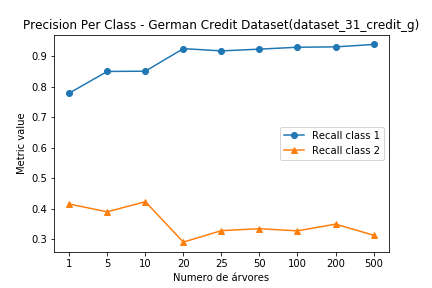 Precision Per Class - German Credit Dataset(dataset_31_credit_g)
Metric value
0.9
0.8
0.7
0.6
0.5
0.4
0.3
Recall class 1
Recall class 2
1 5 10 20 25 50 100 200 500
Numero de árvores